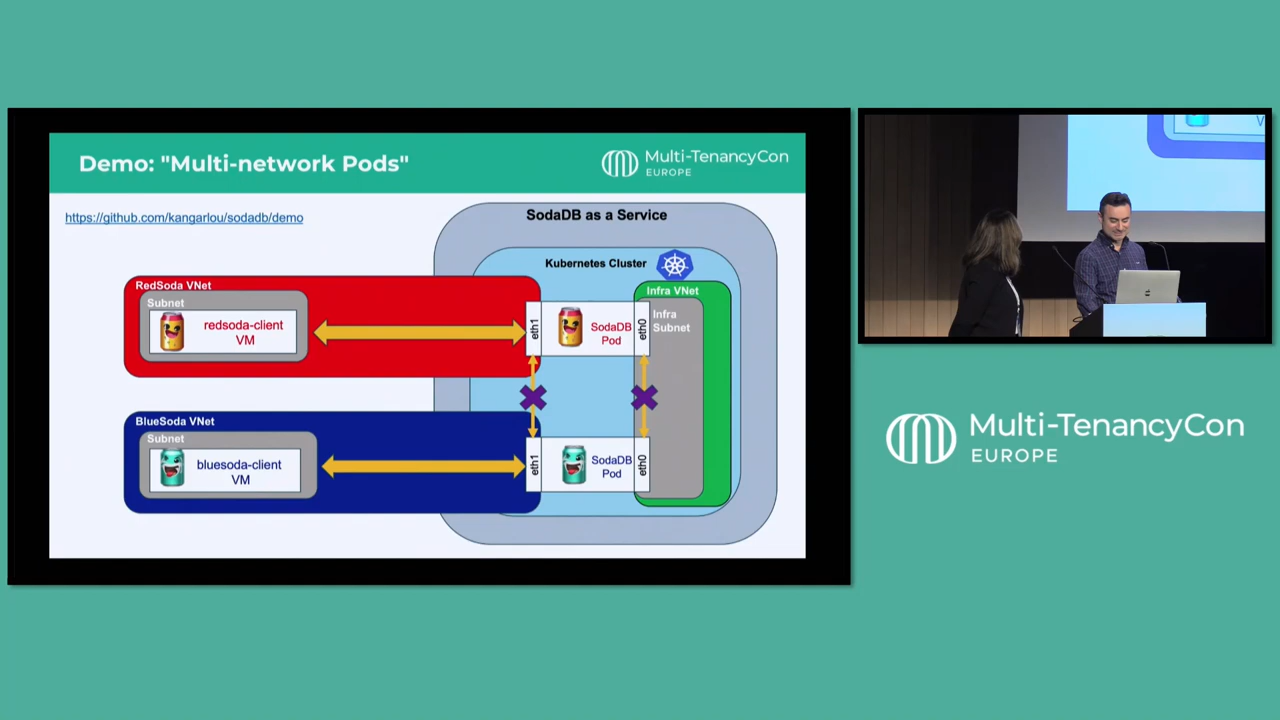 Demo: "Multi-network Pods"
Multi-TenancyCon
EUROPE
https://github.com/kangarlou/sodadb/demo
SodaDB as a Service
Kubernetes Cluster
RedSoda VNet
Subnet
redsoda-client
VM
eth1
SodaDB
Pod
eth0
Infra VNet
Infra
Subnet
BlueSoda VNet
Subnet
bluesoda-client
VM
eth1
SodaDB
Pod
eth0
Multi-TenancyCon
EUROPE